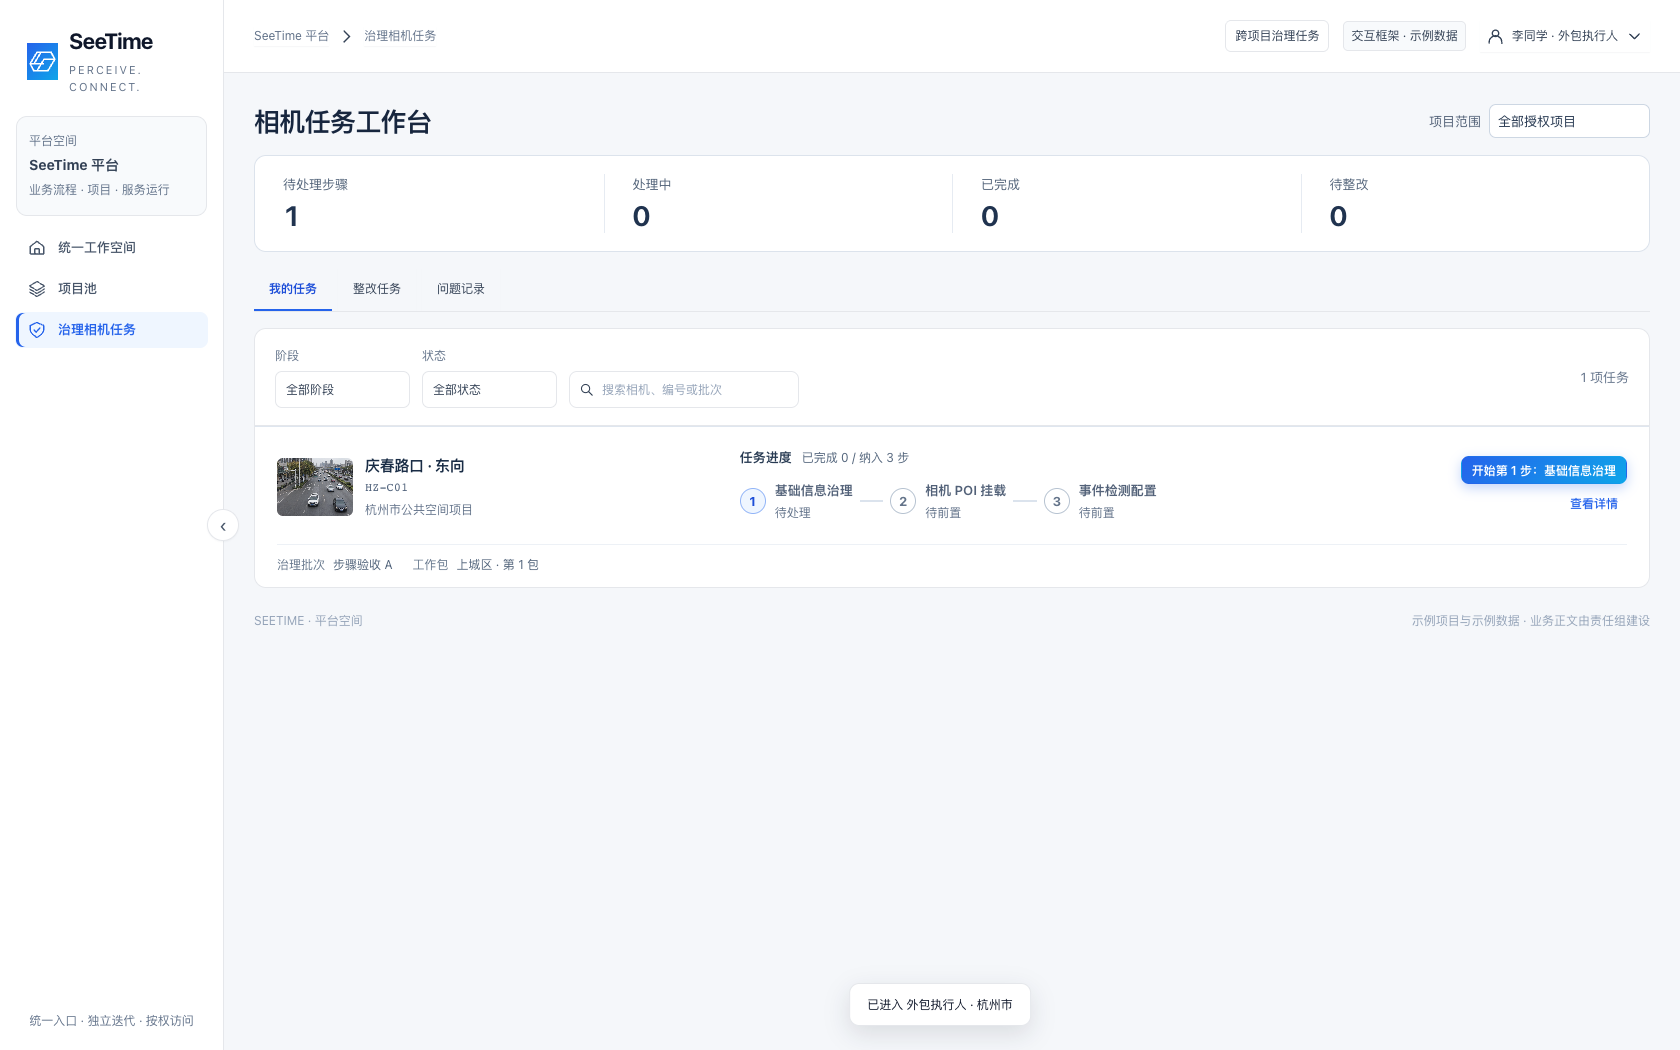 SeeTime
PERCEIVE.
CONNECT.
平台空间
SeeTime 平台
业务流程 · 项目 · 服务运行
统一工作空间
项目池
治理相机任务
统一入口 · 独立迭代 · 按权访问
SeeTime 平台 治理相机任务
跨项目治理任务
交互框架 · 示例数据
李同学 · 外包执行人
相机任务工作台
项目范围 全部授权项目
待处理步骤 处理中 已完成 待整改
1 0 0 0
我的任务 整改任务 问题记录
阶段 状态
全部阶段 全部状态 搜索相机、编号或批次
1 项任务
庆春路口 · 东向
HZ-C01
杭州市公共空间项目
任务进度 已完成 0 / 纳入 3 步
1 基础信息治理 待处理
2 相机 POI 挂载 待前置
3 事件检测配置 待前置
开始第 1 步：基础信息治理
查看详情
治理批次 步骤验收 A 工作包 上城区 · 第 1 包
SEETIME · 平台空间
示例项目与示例数据 · 业务正文由责任组建设
已进入 外包执行人 · 杭州市